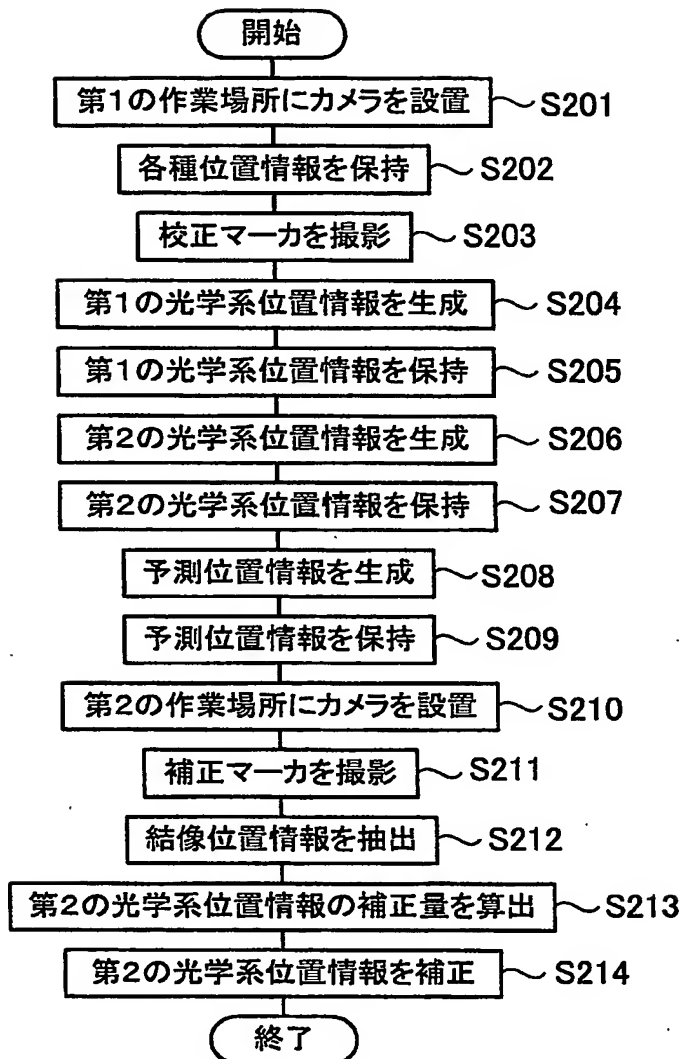 開始
第1の作業場所にカメラを設置 ～S201
各種位置情報を保持 ～S202
校正マーカを撮影 ～S203
第1の光学系位置情報を生成 ～S204
第1の光学系位置情報を保持 ～S205
第2の光学系位置情報を生成 ～S206
第2の光学系位置情報を保持 ～S207
予測位置情報を生成 ～S208
予測位置情報を保持 ～S209
第2の作業場所にカメラを設置 ～S210
補正マーカを撮影 ～S211
結像位置情報を抽出 ～S212
第2の光学系位置情報の補正量を算出 ～S213
第2の光学系位置情報を補正 ～S214
終了